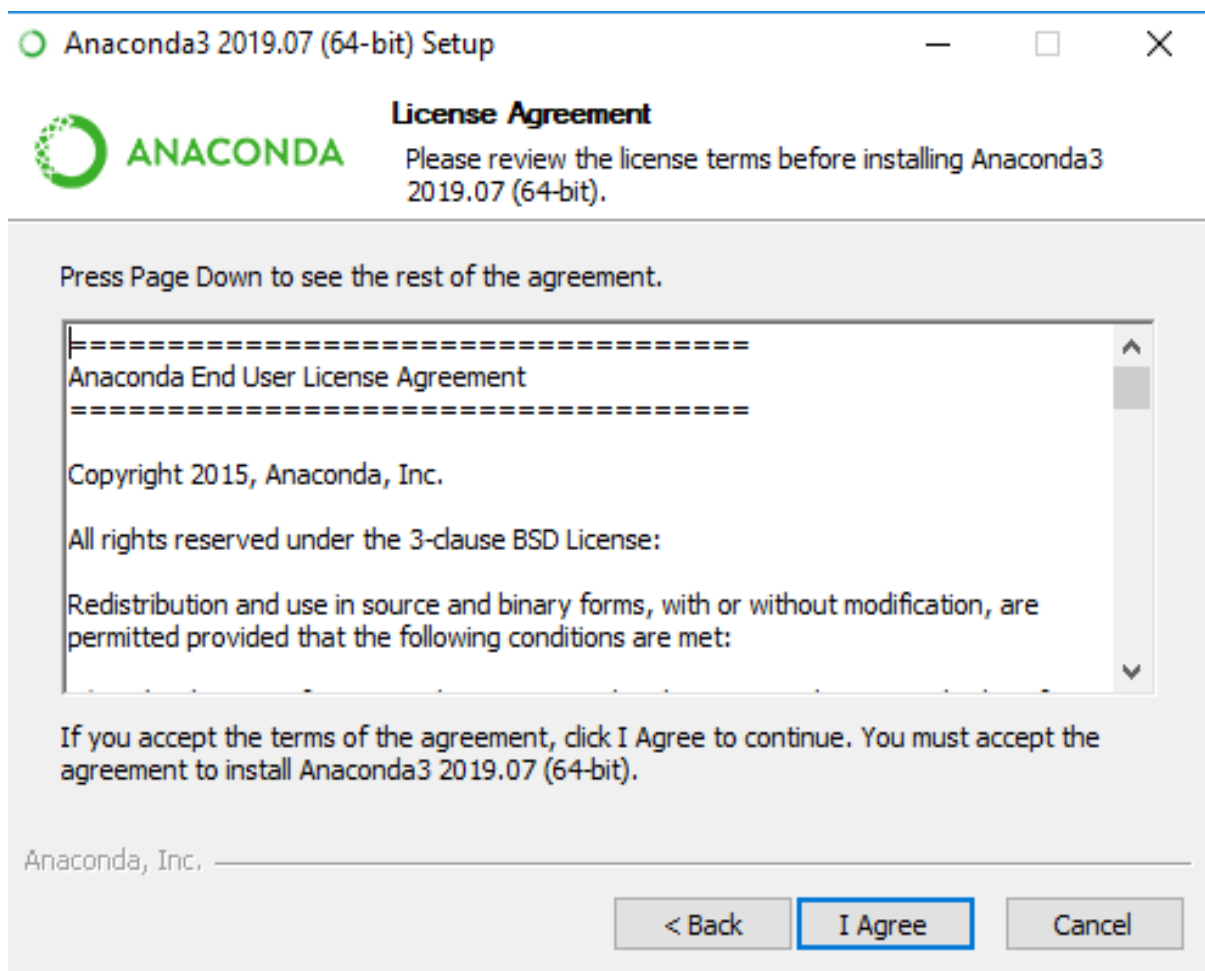 Anaconda3 2019.07 (64-bit) Setup
ANACONDA
License Agreement
Please review the license terms before installing Anaconda3
2019.07 (64-bit).
Press Page Down to see the rest of the agreement.
===================================
Anaconda End User License Agreement
===================================
Copyright 2015, Anaconda, Inc.
All rights reserved under the 3-clause BSD License:
Redistribution and use in source and binary forms, with or without modification, are
permitted provided that the following conditions are met:
If you accept the terms of the agreement, click I Agree to continue. You must accept the
agreement to install Anaconda3 2019.07 (64-bit).
Anaconda, Inc.
< Back
I Agree
Cancel